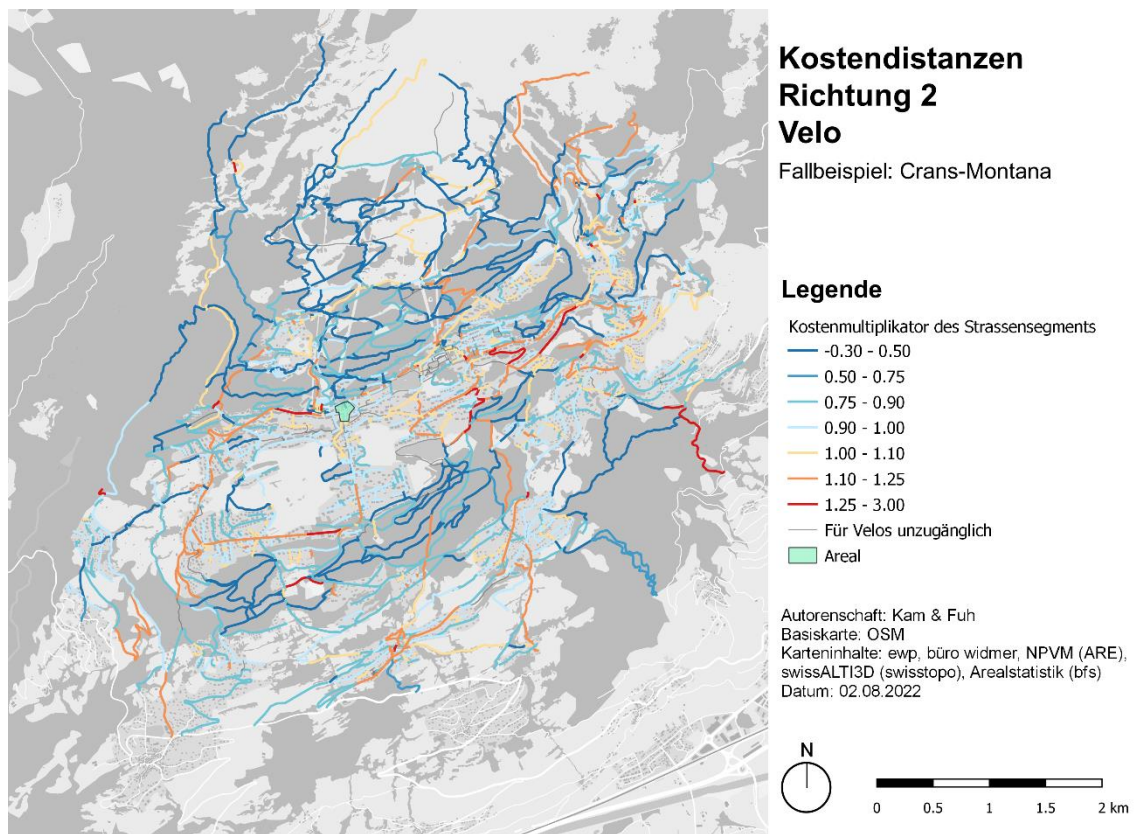 Kostendistanzen
Richtung 2
Velo
Fallbeispiel: Crans-Montana
Legende
Kostenmultiplikator des Strassensegments
-0.30 - 0.50
0.50 - 0.75
0.75 - 0.90
0.90 - 1.00
1.00 - 1.10
1.10 - 1.25
1.25 - 3.00
Für Velos unzugänglich
Areal
Autorenschaft: Kam & Fuh
Basiskarte: OSM
Karteninhalte: ewp, büro widmer, NPVM (ARE),
swissALTI3D (swisstopo), Arealstatistik (bfs)
Datum: 02.08.2022
N
0 0.5 1 1.5 2 km